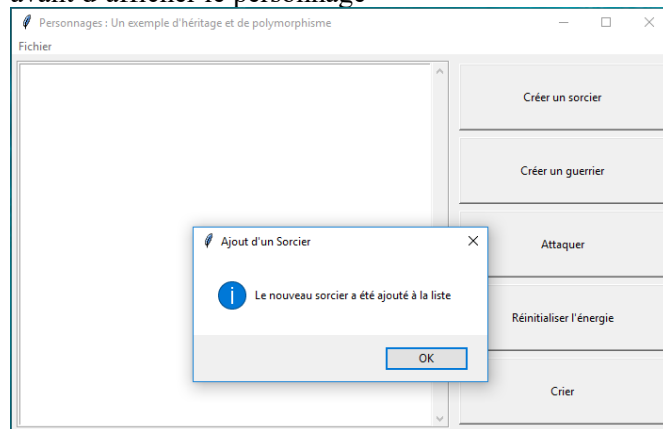 avant d'afficher le personnage
Personnages : Un exemple d'héritage et de polymorphisme
Fichier
Créer un sorcier
Créer un guerrier
Ajout d'un Sorcier
Attaquer
Le nouveau sorcier a été ajouté à la liste
Réinitialiser l'énergie
OK
Crier